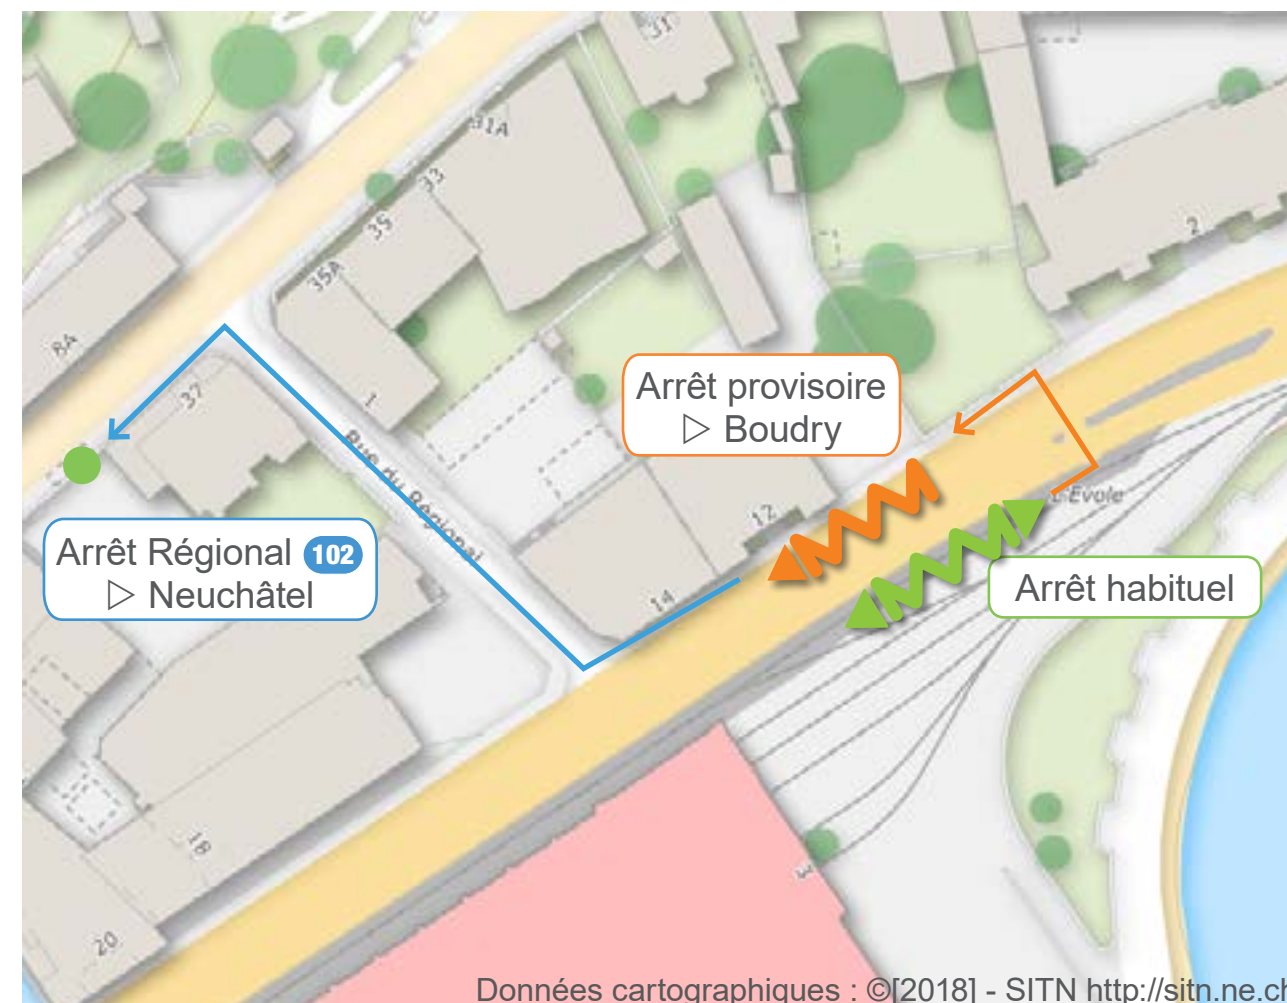 31
31A
33
35
35A
2
8A
37
1
Arrêt provisoire
▷ Boudry
Rue du Régional
12
L'Evole
Arrêt Régional 102
▷ Neuchâtel
Arrêt habituel
14
18
3
20
Données cartographiques : ©[2018] - SITN http://sitn.ne.ch